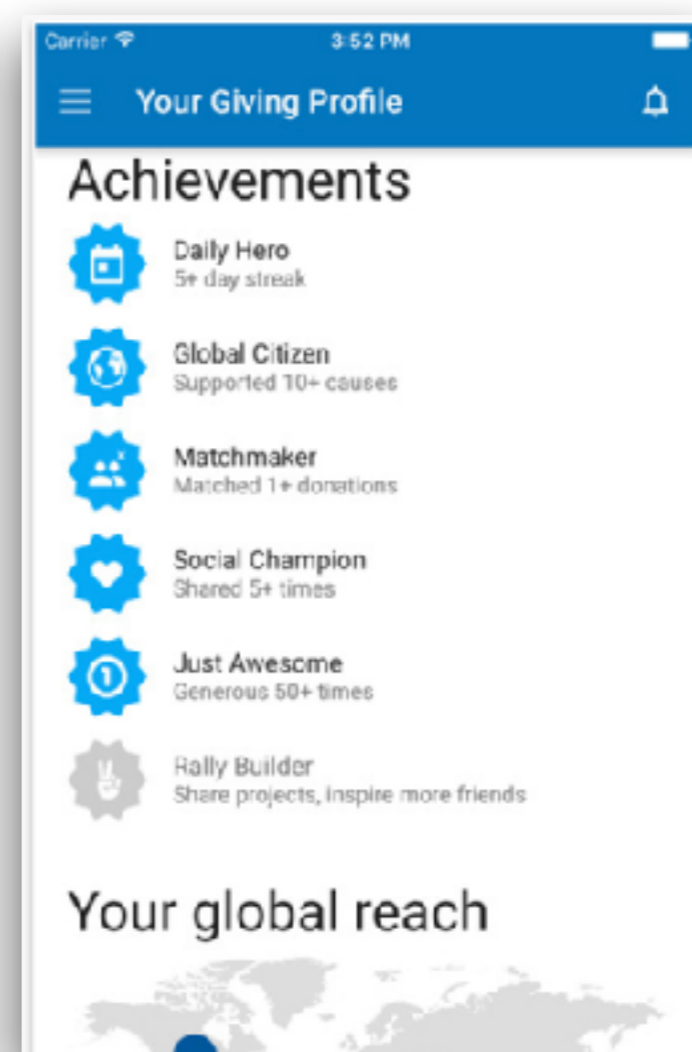 Carrier 3:52 PM
Your Giving Profile
Achievements
Daily Hero
5+ day streak
Global Citizen
Supported 10+ causes
Matchmaker
Matched 1+ donations
Social Champion
Shared 5+ times
1
Just Awesome
Generous 50+ times
Rally Builder
Share projects, inspire more friends
Your global reach